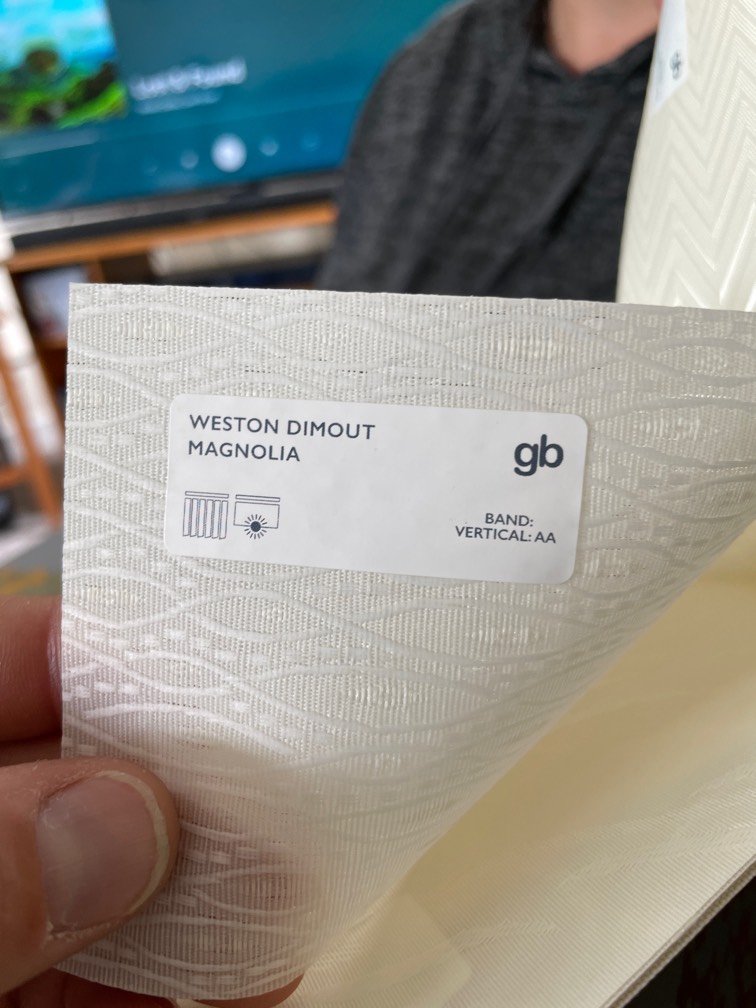 WESTON DIMOUT
MAGNOLIA
gb
BAND:
VERTICAL: AA